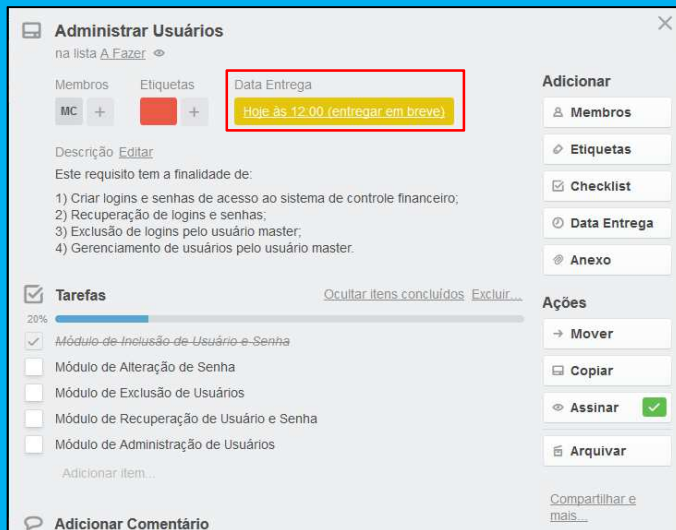 Administrar Usuários
na lista A Fazer
Membros Etiquetas Data Entrega
MC + + Hoje às 12:00 (entregar em breve)
Descrição Editar
Este requisito tem a finalidade de:
1) Criar logins e senhas de acesso ao sistema de controle financeiro;
2) Recuperação de logins e senhas;
3) Exclusão de logins pelo usuário master;
4) Gerenciamento de usuários pelo usuário master.
Tarefas Ocultar itens concluídos Excluir...
20%
Módulo de Inclusão de Usuário e Senha
Módulo de Alteração de Senha
Módulo de Exclusão de Usuários
Módulo de Recuperação de Usuário e Senha
Módulo de Administração de Usuários
Adicionar item...
Adicionar Comentário
Adicionar
Membros
Etiquetas
Checklist
Data Entrega
Anexo
Ações
Mover
Copiar
Assinar
Arquivar
Compartilhar e
mais...